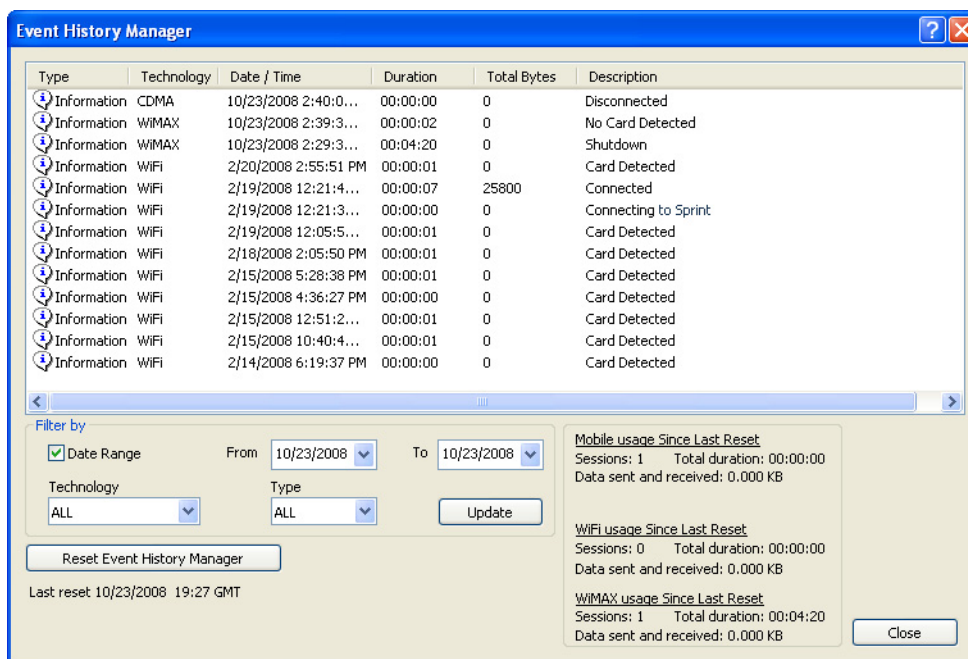 Event History Manager
Type Technology Date / Time Duration Total Bytes Description
Information CDMA 10/23/2008 2:40:0... 00:00:00 0 Disconnected
Information WiMAX 10/23/2008 2:39:3... 00:00:02 0 No Card Detected
Information WiMAX 10/23/2008 2:29:3... 00:04:20 0 Shutdown
Information WiFi 2/20/2008 2:55:51 PM 00:00:01 0 Card Detected
Information WiFi 2/19/2008 12:21:4... 00:00:07 25800 Connected
Information WiFi 2/19/2008 12:21:3... 00:00:00 0 Connecting to Sprint
Information WiFi 2/19/2008 12:05:5... 00:00:01 0 Card Detected
Information WiFi 2/18/2008 2:05:50 PM 00:00:01 0 Card Detected
Information WiFi 2/15/2008 5:28:38 PM 00:00:01 0 Card Detected
Information WiFi 2/15/2008 4:36:27 PM 00:00:00 0 Card Detected
Information WiFi 2/15/2008 12:51:2... 00:00:01 0 Card Detected
Information WiFi 2/15/2008 10:40:4... 00:00:01 0 Card Detected
Information WiFi 2/14/2008 6:19:37 PM 00:00:00 0 Card Detected
Filter by
Date Range From 10/23/2008 To 10/23/2008
Technology Type
ALL ALL Update
Reset Event History Manager
Last reset 10/23/2008 19:27 GMT
Mobile usage Since Last Reset
Sessions: 1 Total duration: 00:00:00
Data sent and received: 0.000 KB
WiFi usage Since Last Reset
Sessions: 0 Total duration: 00:00:00
Data sent and received: 0.000 KB
WiMAX usage Since Last Reset
Sessions: 1 Total duration: 00:04:20
Data sent and received: 0.000 KB
Close